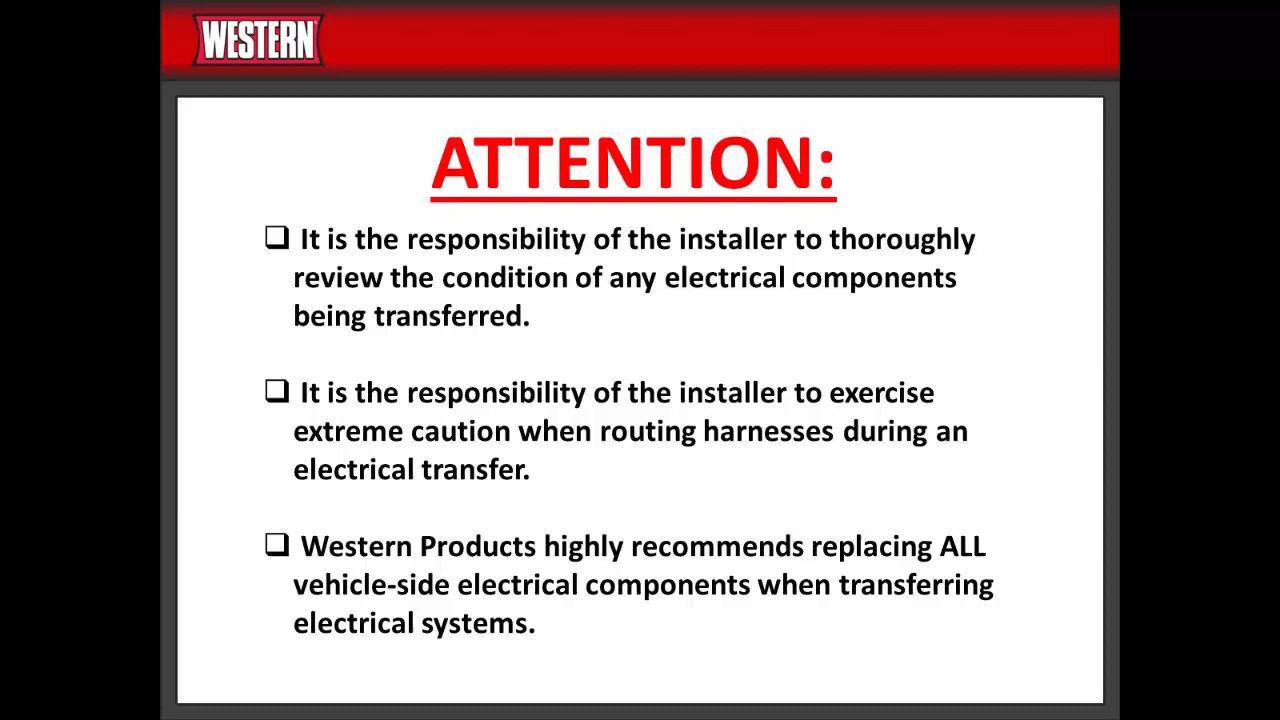 WESTERN
ATTENTION:
❑ It is the responsibility of the installer to thoroughly
review the condition of any electrical components
being transferred.
❑ It is the responsibility of the installer to exercise
extreme caution when routing harnesses during an
electrical transfer.
❑ Western Products highly recommends replacing ALL
vehicle-side electrical components when transferring
electrical systems.